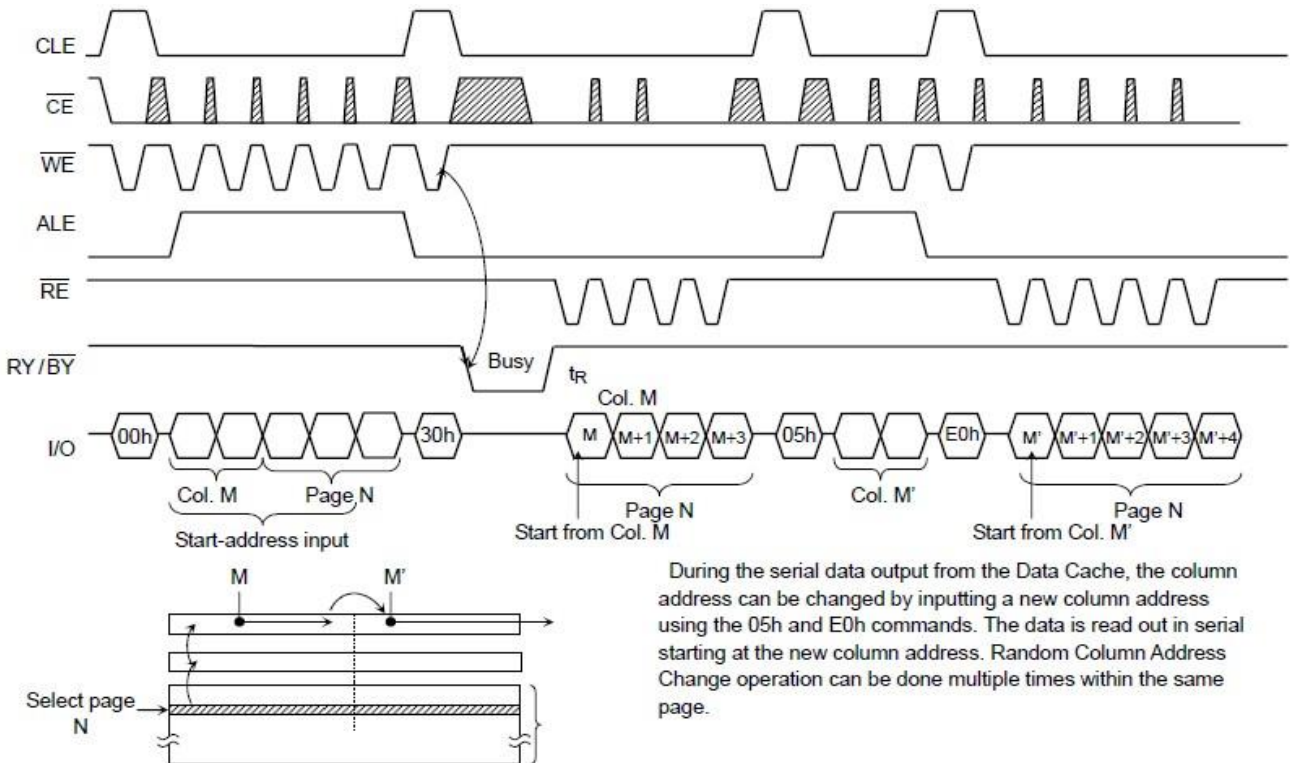 CLE
CE
WE
ALE
RE
RY/BY
Busy
tR
Col. M
I/O
00h
30h
M
M+1
M+2
M+3
05h
E0h
M'
M'+1
M'+2
M'+3
M'+4
Col. M
Page N
Start-address input
Page N
Start from Col. M
Col. M'
Page N
Start from Col. M'
M
M'
Select page
N
During the serial data output from the Data Cache, the column
address can be changed by inputting a new column address
using the 05h and E0h commands. The data is read out in serial
starting at the new column address. Random Column Address
Change operation can be done multiple times within the same
page.